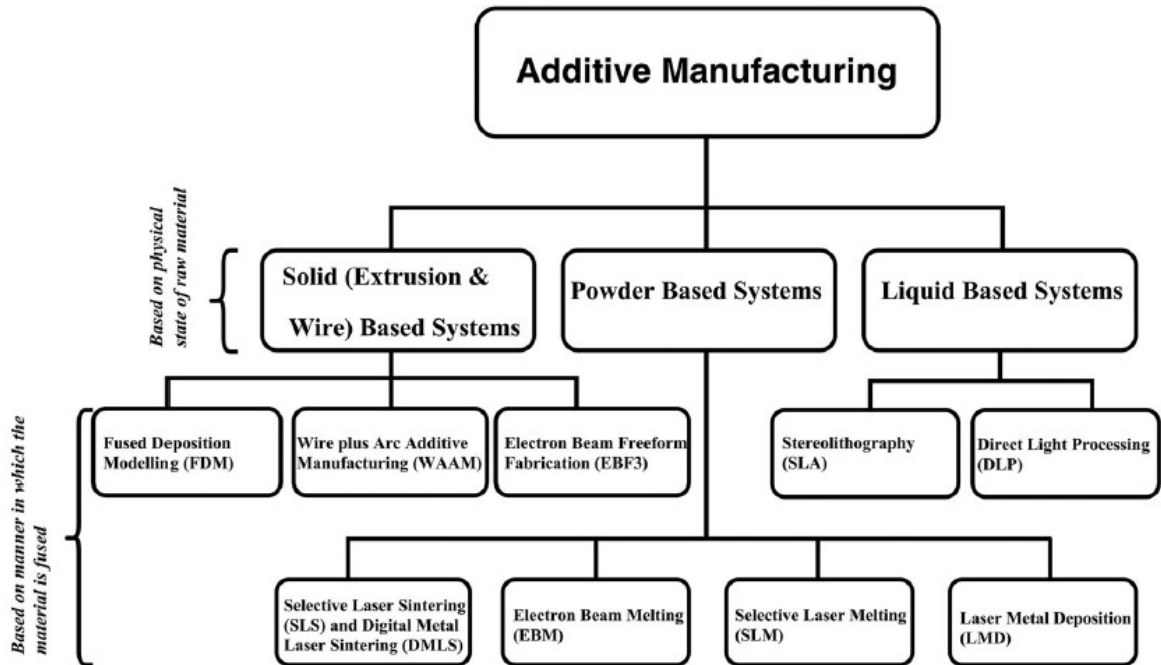 Additive Manufacturing
Based on physical
state of raw material
Solid (Extrusion &
Wire) Based Systems
Powder Based Systems
Liquid Based Systems
Based on manner in which the
material is fused
Fused Deposition
Modelling (FDM)
Wire plus Arc Additive
Manufacturing (WAAM)
Electron Beam Freeform
Fabrication (EBF3)
Stereolithography
(SLA)
Direct Light Processing
(DLP)
Selective Laser Sintering
(SLS) and Digital Metal
Laser Sintering (DMLS)
Electron Beam Melting
(EBM)
Selective Laser Melting
(SLM)
Laser Metal Deposition
(LMD)